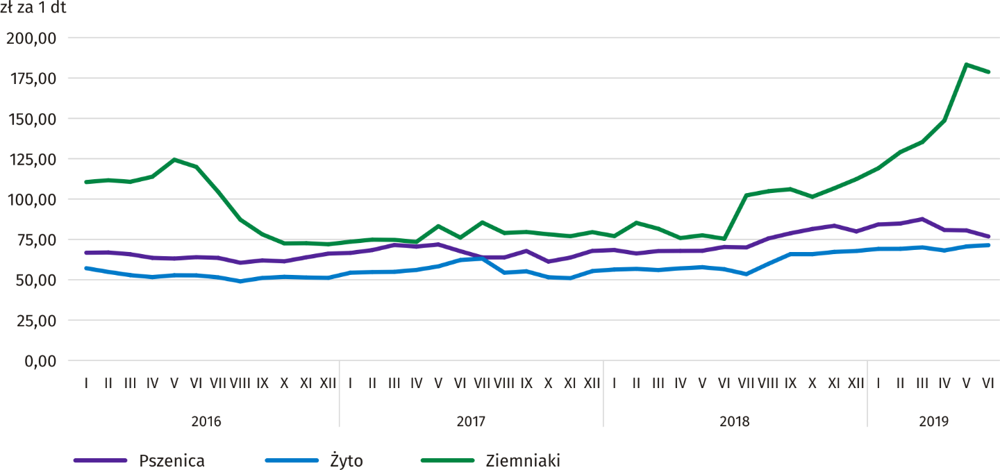 zł za 1 dt
200,00
175,00
150,00
125,00
100,00
75,00
50,00
25,00
0,00
I II III IV V VI VII VIII IX X XI XII I II III IV V VI VII VIII IX X XI XII I II III IV V VI VII VIII IX X XI XII I II III IV V VI
2016 2017 2018 2019
Pszenica Żyto Ziemniaki